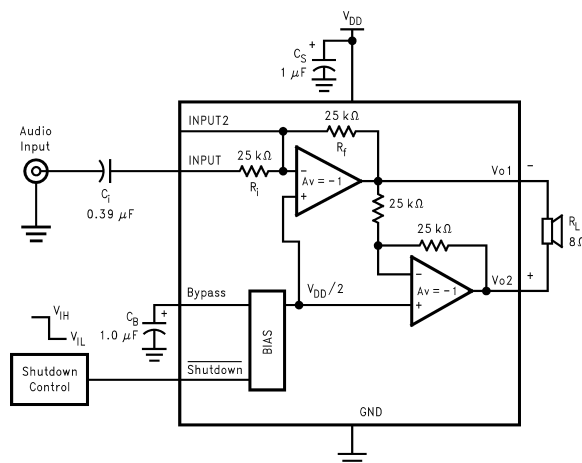 V_DD
C_S
+
1 µF
INPUT2
25 kΩ
R_f
Audio
Input
INPUT
25 kΩ
R_i
C_i
0.39 µF
−
Av = −1
+
Vo1
−
25 kΩ
25 kΩ
R_L
8Ω
−
Av = −1
+
Vo2
+
V_DD/2
Bypass
C_B
+
1.0 µF
BIAS
V_IH
V_IL
Shutdown
Shutdown
Control
GND